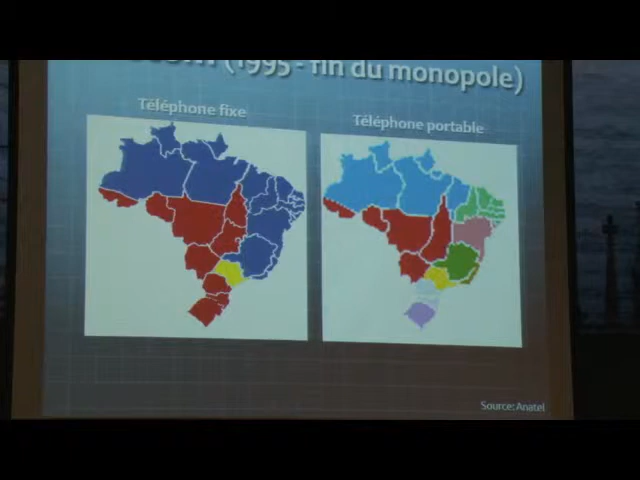 (1995 - fin du monopole)
Téléphone fixe
Téléphone portable
Source: Anatel